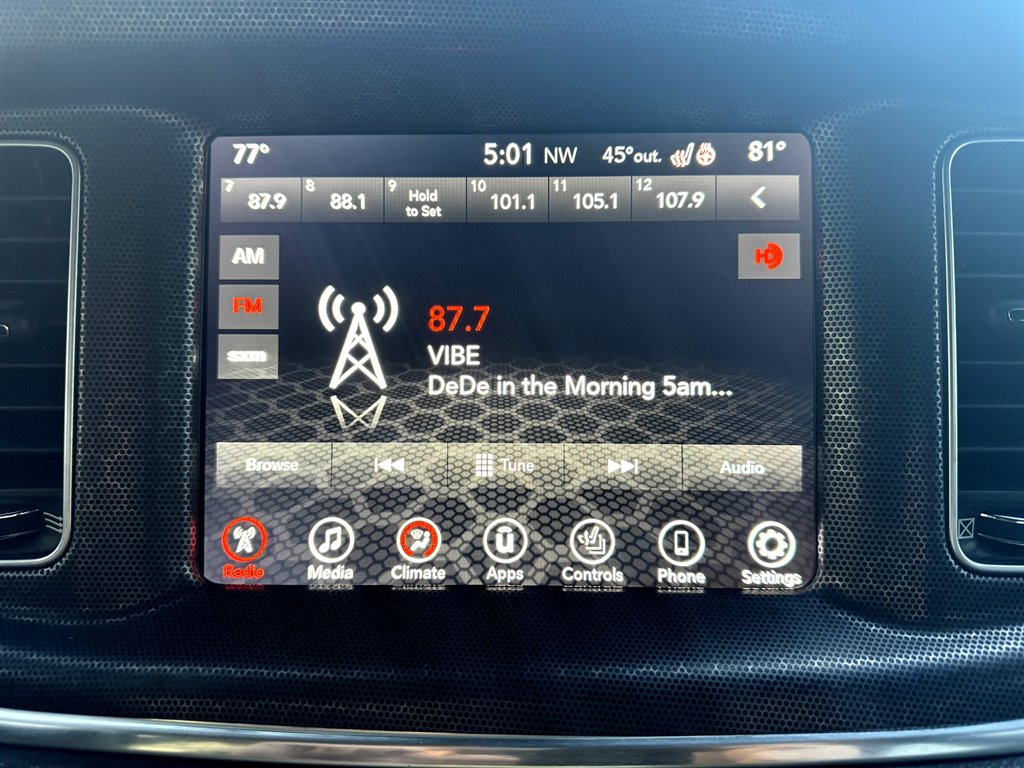 77° 5:01 NW 45°out. 81°
7 87.9 8 88.1 9 Hold to Set 10 101.1 11 105.1 12 107.9
AM
HD
FM
87.7
VIBE
sxm
DeDe in the Morning 5am...
Browse Tune Audio
Radio Media Climate Apps Controls Phone Settings